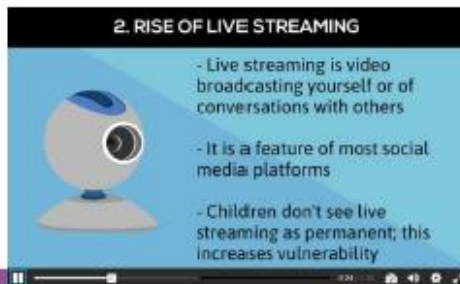 2. RISE OF LIVE STREAMING
- Live streaming is video
broadcasting yourself or of
conversations with others
- It is a feature of most social
media platforms
- Children don't see live
streaming as permanent; this
increases vulnerability